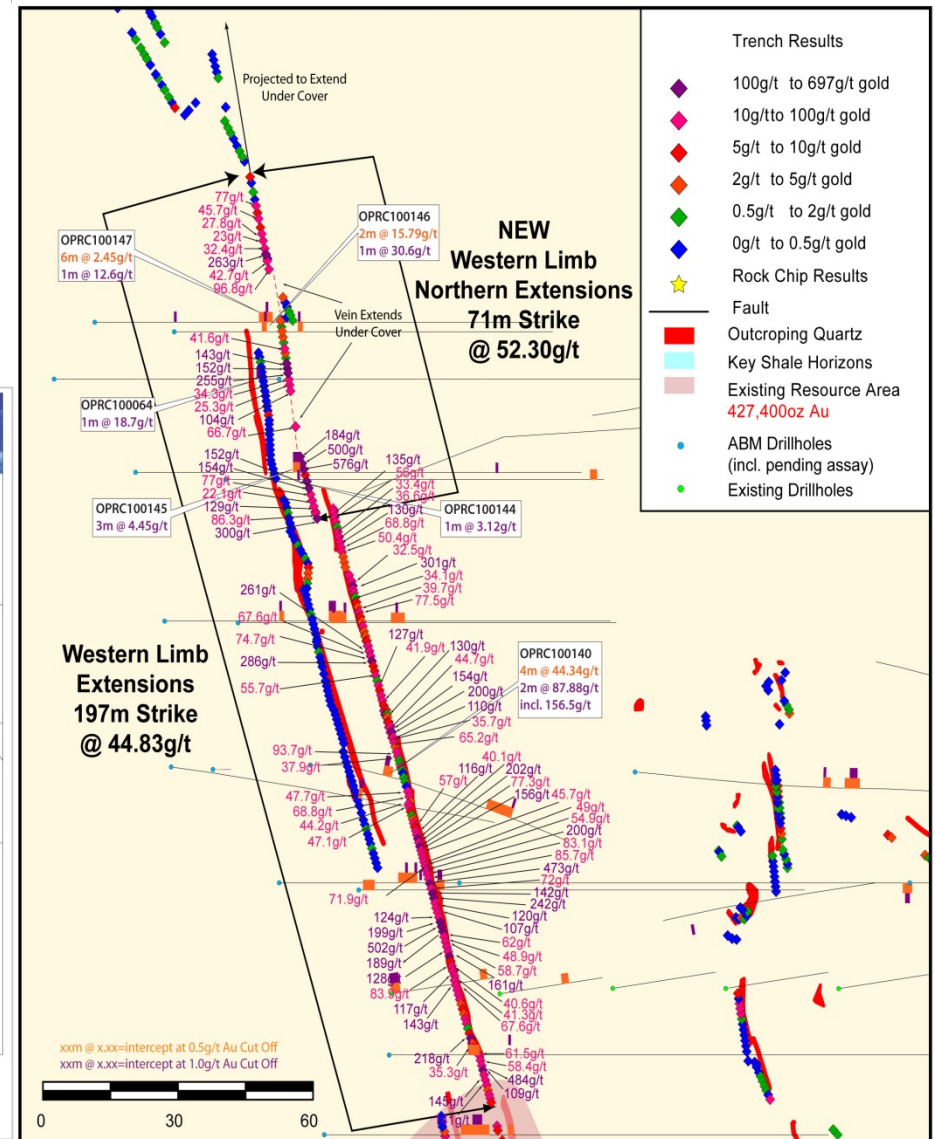 Trench Results
100g/t to 697g/t gold
10g/tto 100g/t gold
5g/t to 10g/t gold
2g/t to 5g/t gold
0.5g/t to 2g/t gold
0g/t to 0.5g/t gold
Rock Chip Results
Fault
Outcroping Quartz
Key Shale Horizons
Existing Resource Area
427,400oz Au
ABM Drillholes
(incl. pending assay)
Existing Drillholes
Projected to Extend
Under Cover
77g/t
45.7g/t
27.8g/t
23g/t
32.4g/t
263g/t
42.7g/t
96.8g/t
OPRC100147
6m @ 2.45g/t
1m @ 12.6g/t
OPRC100146
2m @ 15.79g/t
1m @ 30.6g/t
NEW
Western Limb
Northern Extensions
71m Strike
@ 52.30g/t
Vein Extends
Under Cover
41.6g/t
143g/t
152g/t
255g/t
34.3g/t
25.3g/t
104g/t
66.7g/t
OPRC100064
1m @ 18.7g/t
184g/t
500g/t
576g/t
152g/t
154g/t
77g/t
22.1g/t
129g/t
86.3g/t
300g/t
OPRC100145
3m @ 4.45g/t
OPRC100144
1m @ 3.12g/t
135g/t
56g/t
33.4g/t
36.6g/t
130g/t
68.8g/t
50.4g/t
32.5g/t
301g/t
34.1g/t
39.7g/t
77.5g/t
261g/t
67.6g/t
74.7g/t
286g/t
55.7g/t
Western Limb
Extensions
197m Strike
@ 44.83g/t
127g/t
41.9g/t
130g/t
44.7g/t
154g/t
200g/t
110g/t
35.7g/t
65.2g/t
OPRC100140
4m @ 44.34g/t
2m @ 87.88g/t
incl. 156.5g/t
93.7g/t
37.9g/t
47.7g/t
68.8g/t
44.2g/t
47.1g/t
40.1g/t
116g/t
202g/t
57g/t
77.3g/t
156g/t
45.7g/t
49g/t
54.9g/t
200g/t
83.1g/t
85.7g/t
473g/t
72g/t
142g/t
242g/t
120g/t
107g/t
62g/t
48.9g/t
58.7g/t
161g/t
40.6g/t
41.3g/t
67.6g/t
71.9g/t
124g/t
199g/t
502g/t
189g/t
128g/t
83.9g/t
117g/t
143g/t
218g/t
35.3g/t
61.5g/t
58.4g/t
484g/t
109g/t
145g/t
xxm @ x.xx=intercept at 0.5g/t Au Cut Off
xxm @ x.xx=intercept at 1.0g/t Au Cut Off
0 30 60